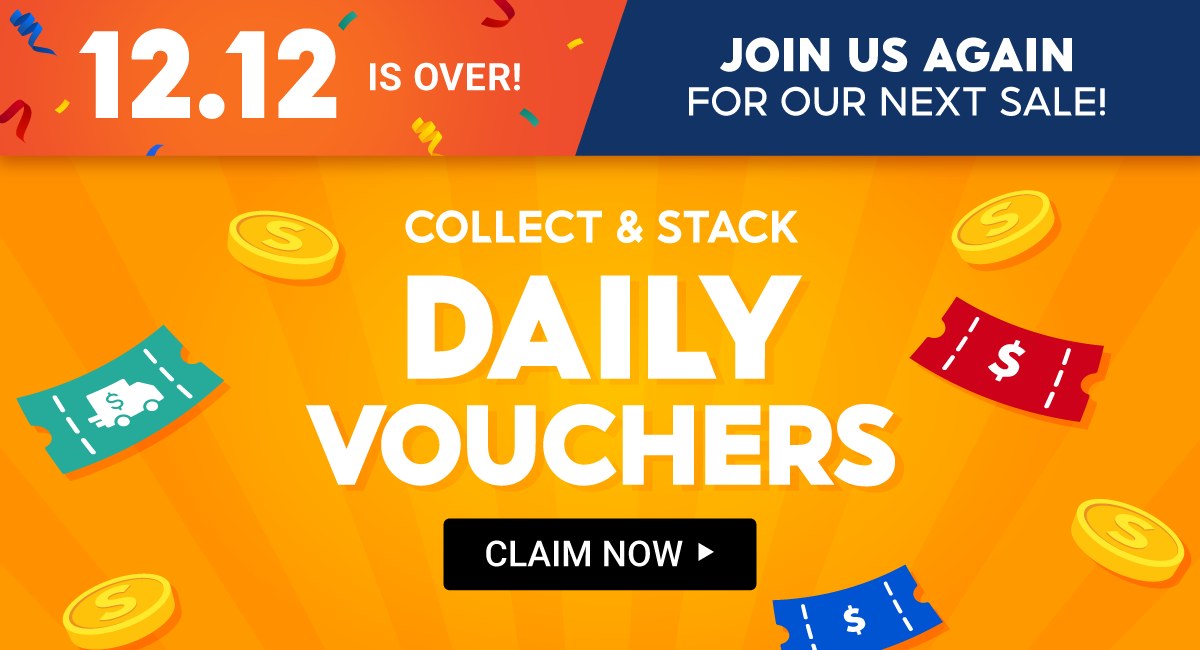 12.12
IS OVER!
JOIN US AGAIN
FOR OUR NEXT SALE!
COLLECT & STACK
DAILY
VOUCHERS
CLAIM NOW
S
S
$
$
S
S
$